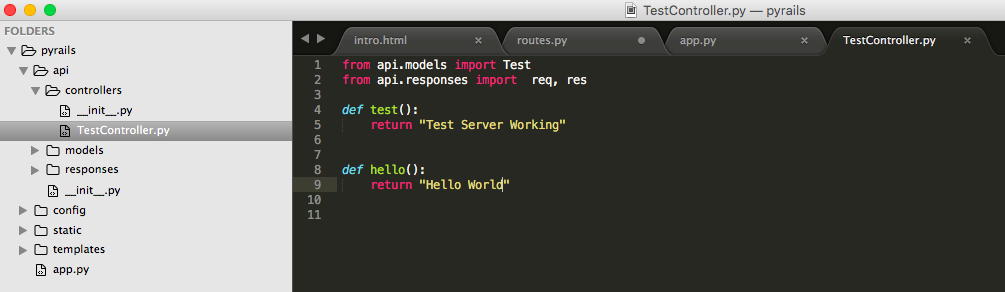 TestController.py — pyrails
FOLDERS
pyrails
api
controllers
__init__.py
TestController.py
models
responses
__init__.py
config
static
templates
app.py
intro.html × routes.py app.py × TestController.py ×
1 from api.models import Test
2 from api.responses import  req, res
3
4 def test():
5     return "Test Server Working"
6
7
8 def hello():
9     return "Hello World"
10
11